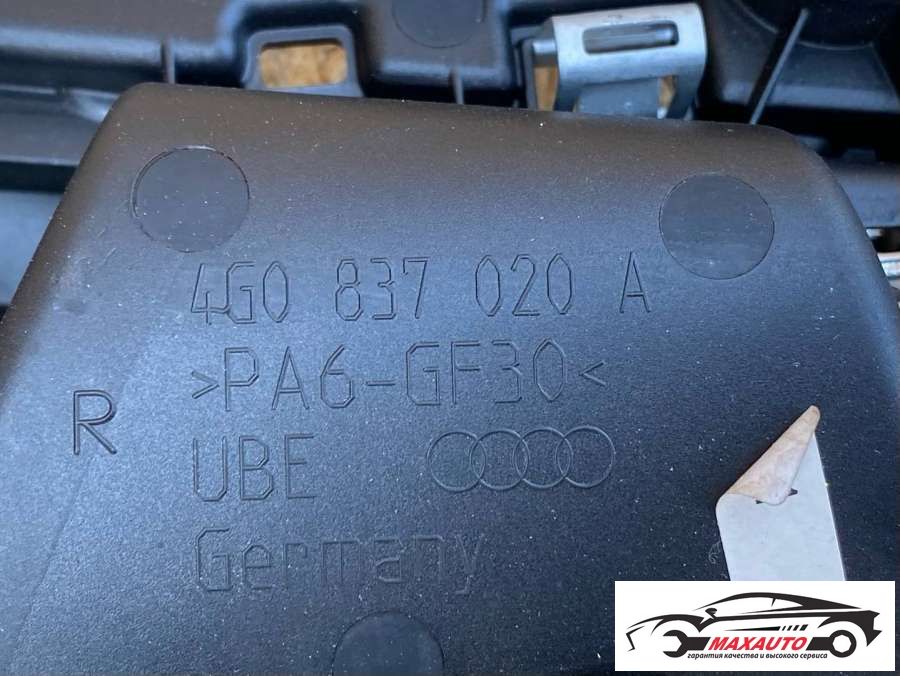 4G0 837 020 A
>PA6-GF30<
R
UBE
Germany
MAXAUTO
гарантия качества и высокого сервиса